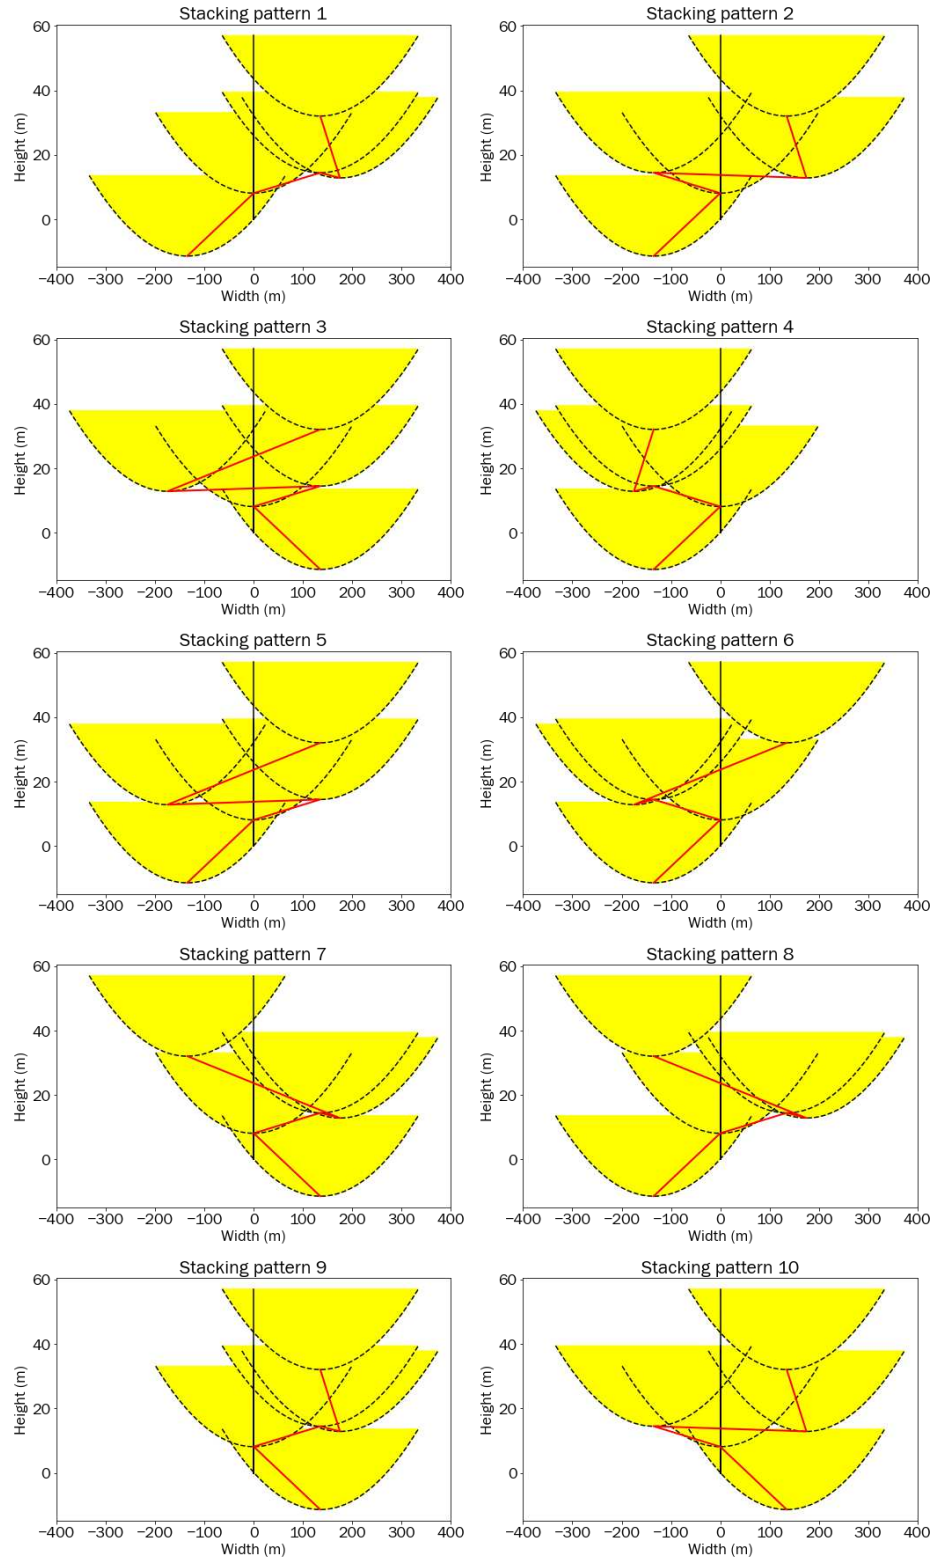 Stacking pattern 1
60
40
20
0
Height (m)
−400 −300 −200 −100 0 100 200 300 400
Width (m)
Stacking pattern 2
60
40
20
0
Height (m)
−400 −300 −200 −100 0 100 200 300 400
Width (m)
Stacking pattern 3
60
40
20
0
Height (m)
−400 −300 −200 −100 0 100 200 300 400
Width (m)
Stacking pattern 4
60
40
20
0
Height (m)
−400 −300 −200 −100 0 100 200 300 400
Width (m)
Stacking pattern 5
60
40
20
0
Height (m)
−400 −300 −200 −100 0 100 200 300 400
Width (m)
Stacking pattern 6
60
40
20
0
Height (m)
−400 −300 −200 −100 0 100 200 300 400
Width (m)
Stacking pattern 7
60
40
20
0
Height (m)
−400 −300 −200 −100 0 100 200 300 400
Width (m)
Stacking pattern 8
60
40
20
0
Height (m)
−400 −300 −200 −100 0 100 200 300 400
Width (m)
Stacking pattern 9
60
40
20
0
Height (m)
−400 −300 −200 −100 0 100 200 300 400
Width (m)
Stacking pattern 10
60
40
20
0
Height (m)
−400 −300 −200 −100 0 100 200 300 400
Width (m)